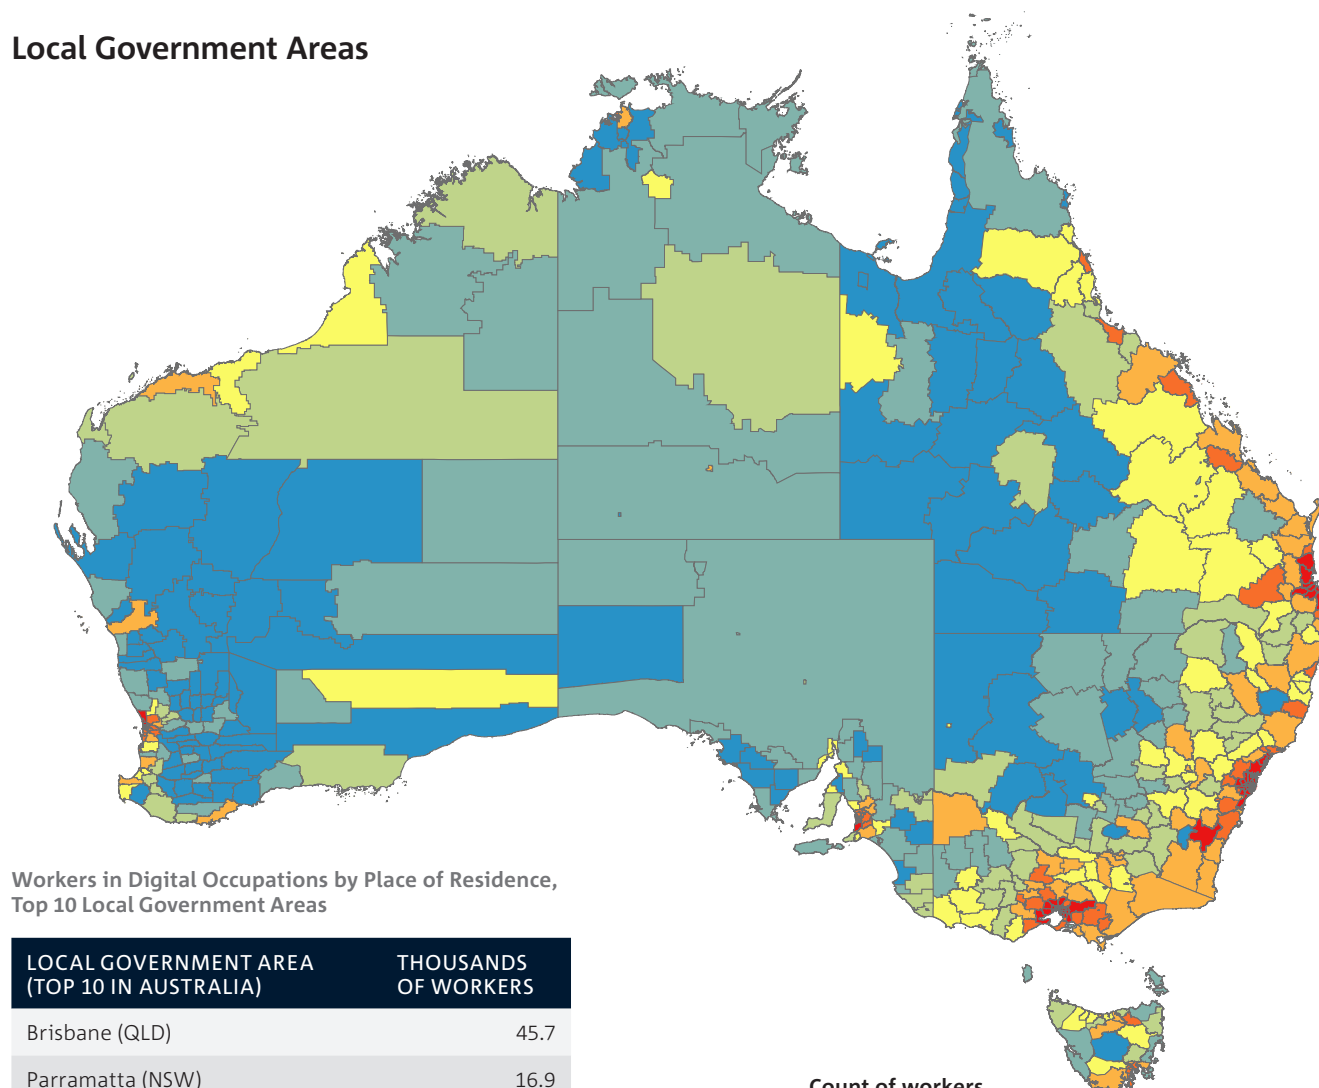 Local Government Areas
Workers in Digital Occupations by Place of Residence,
Top 10 Local Government Areas
LOCAL GOVERNMENT AREA
(TOP 10 IN AUSTRALIA)
THOUSANDS
OF WORKERS
Brisbane (QLD) 45.7
Parramatta (NSW) 16.9
Count of workers